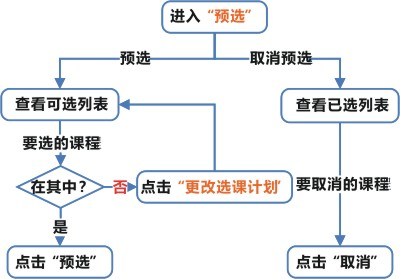 进入“预选”
预选
取消预选
查看可选列表
查看已选列表
要选的课程
在其中？
否
点击“更改选课计划”
要取消的课程
是
点击“预选”
点击“取消”